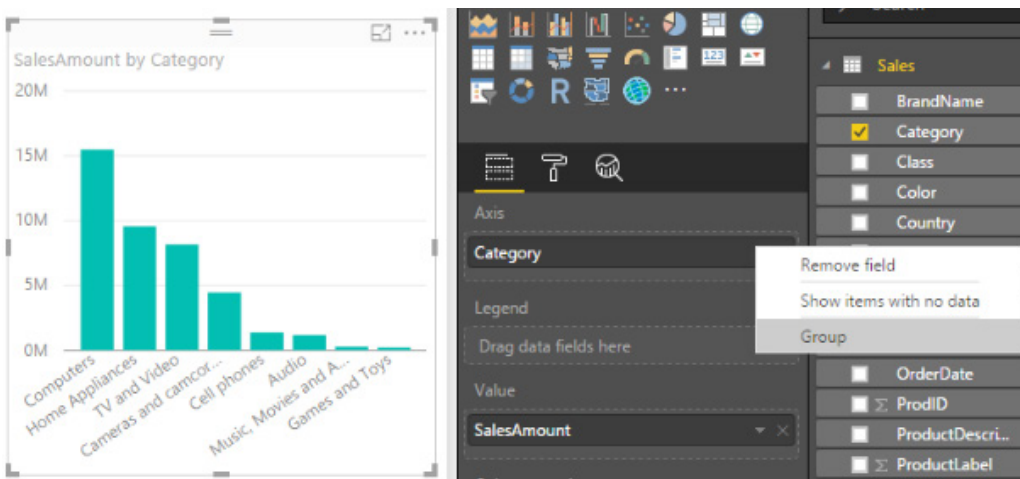 SalesAmount by Category
20M
15M
10M
5M
0M
Computers
Home Appliances
TV and Video
Cameras and camcor...
Cell phones
Audio
Music, Movies and A...
Games and Toys
123
R
...
Axis
Category
Legend
Drag data fields here
Value
SalesAmount
Sales
BrandName
Category
Class
Color
Country
Remove field
Show items with no data
Group
OrderDate
Σ ProdID
ProductDescri...
Σ ProductLabel